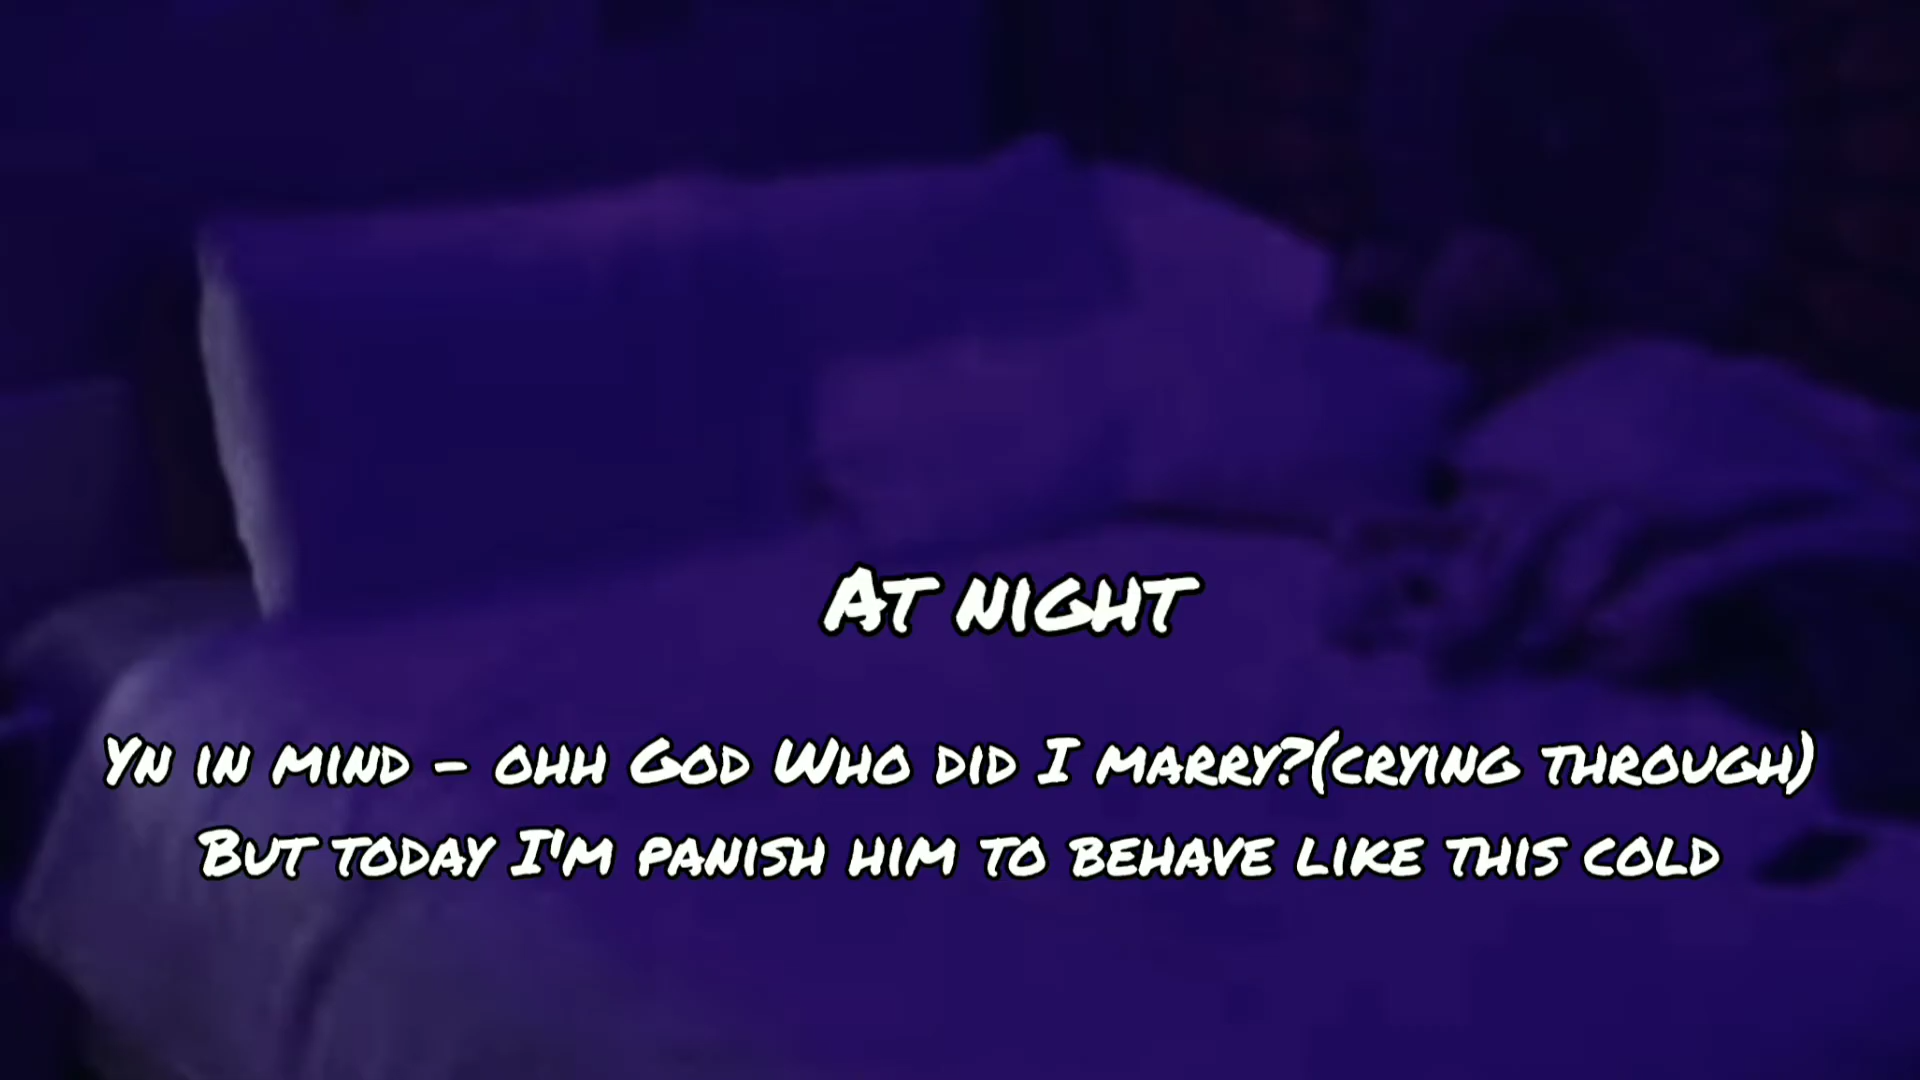 At night
Yn in mind - ohh God Who did I marry?(crying through)
But today I'm panish him to behave like this cold